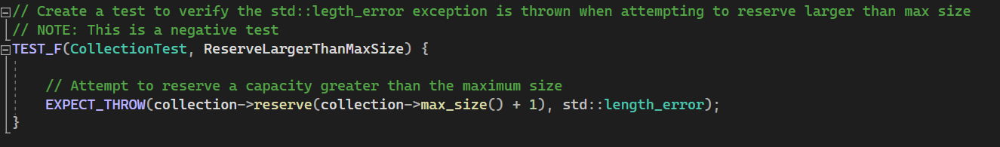 // Create a test to verify the std::legth_error exception is thrown when attempting to reserve larger than max size
// NOTE: This is a negative test
TEST_F(CollectionTest, ReserveLargerThanMaxSize) {
// Attempt to reserve a capacity greater than the maximum size
EXPECT_THROW(collection->reserve(collection->max_size() + 1), std::length_error);
}